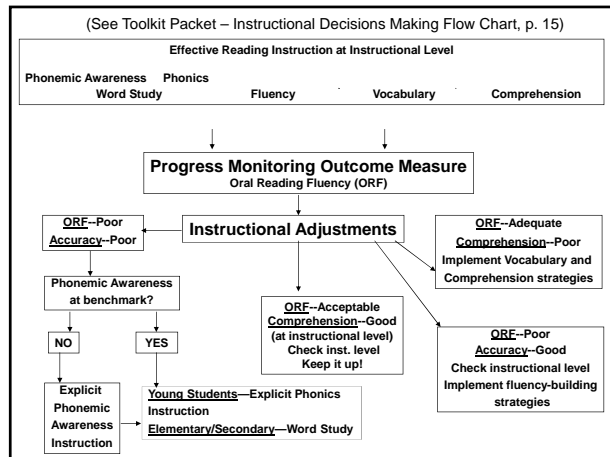 (See Toolkit Packet – Instructional Decisions Making Flow Chart, p. 15)
Effective Reading Instruction at Instructional Level
Phonemic Awareness Phonics
Word Study Fluency Vocabulary Comprehension
Progress Monitoring Outcome Measure
Oral Reading Fluency (ORF)
ORF--Poor
Accuracy--Poor
Instructional Adjustments
ORF--Adequate
Comprehension--Poor
Implement Vocabulary and
Comprehension strategies
Phonemic Awareness
at benchmark?
ORF--Acceptable
Comprehension--Good
(at instructional level)
Check inst. level
Keep it up!
ORF--Poor
Accuracy--Good
Check instructional level
Implement fluency-building
strategies
NO
YES
Explicit
Phonemic
Awareness
Instruction
Young Students—Explicit Phonics
Instruction
Elementary/Secondary—Word Study